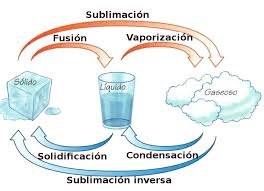 Sublimación
Fusión
Vaporización
Sólido
Líquido
Gaseoso
Solidificación
Condensación
Sublimación inversa